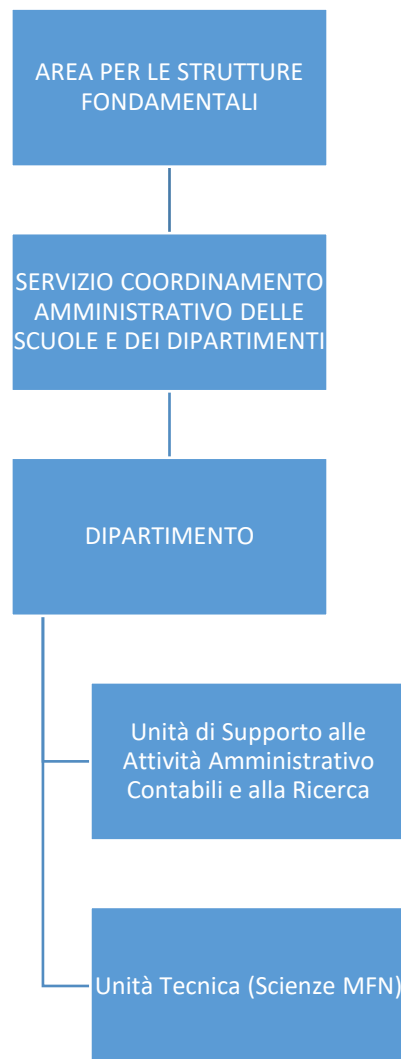 AREA PER LE STRUTTURE
FONDAMENTALI
SERVIZIO COORDINAMENTO
AMMINISTRATIVO DELLE
SCUOLE E DEI DIPARTIMENTI
DIPARTIMENTO
Unità di Supporto alle
Attività Amministrativo
Contabili e alla Ricerca
Unità Tecnica (Scienze MFN)